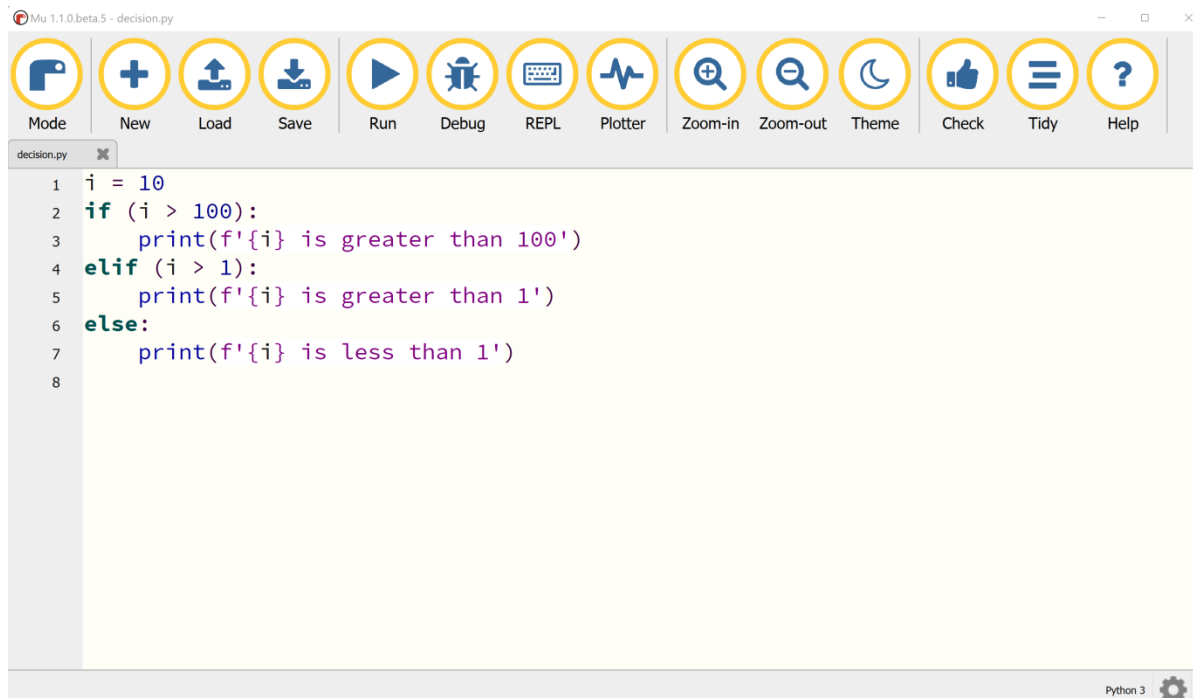 Mu 1.1.0.beta.5 - decision.py
Mode New Load Save Run Debug REPL Plotter Zoom-in Zoom-out Theme Check Tidy Help
decision.py
1 i = 10
2 if (i > 100):
3     print(f'{i} is greater than 100')
4 elif (i > 1):
5     print(f'{i} is greater than 1')
6 else:
7     print(f'{i} is less than 1')
8
Python 3